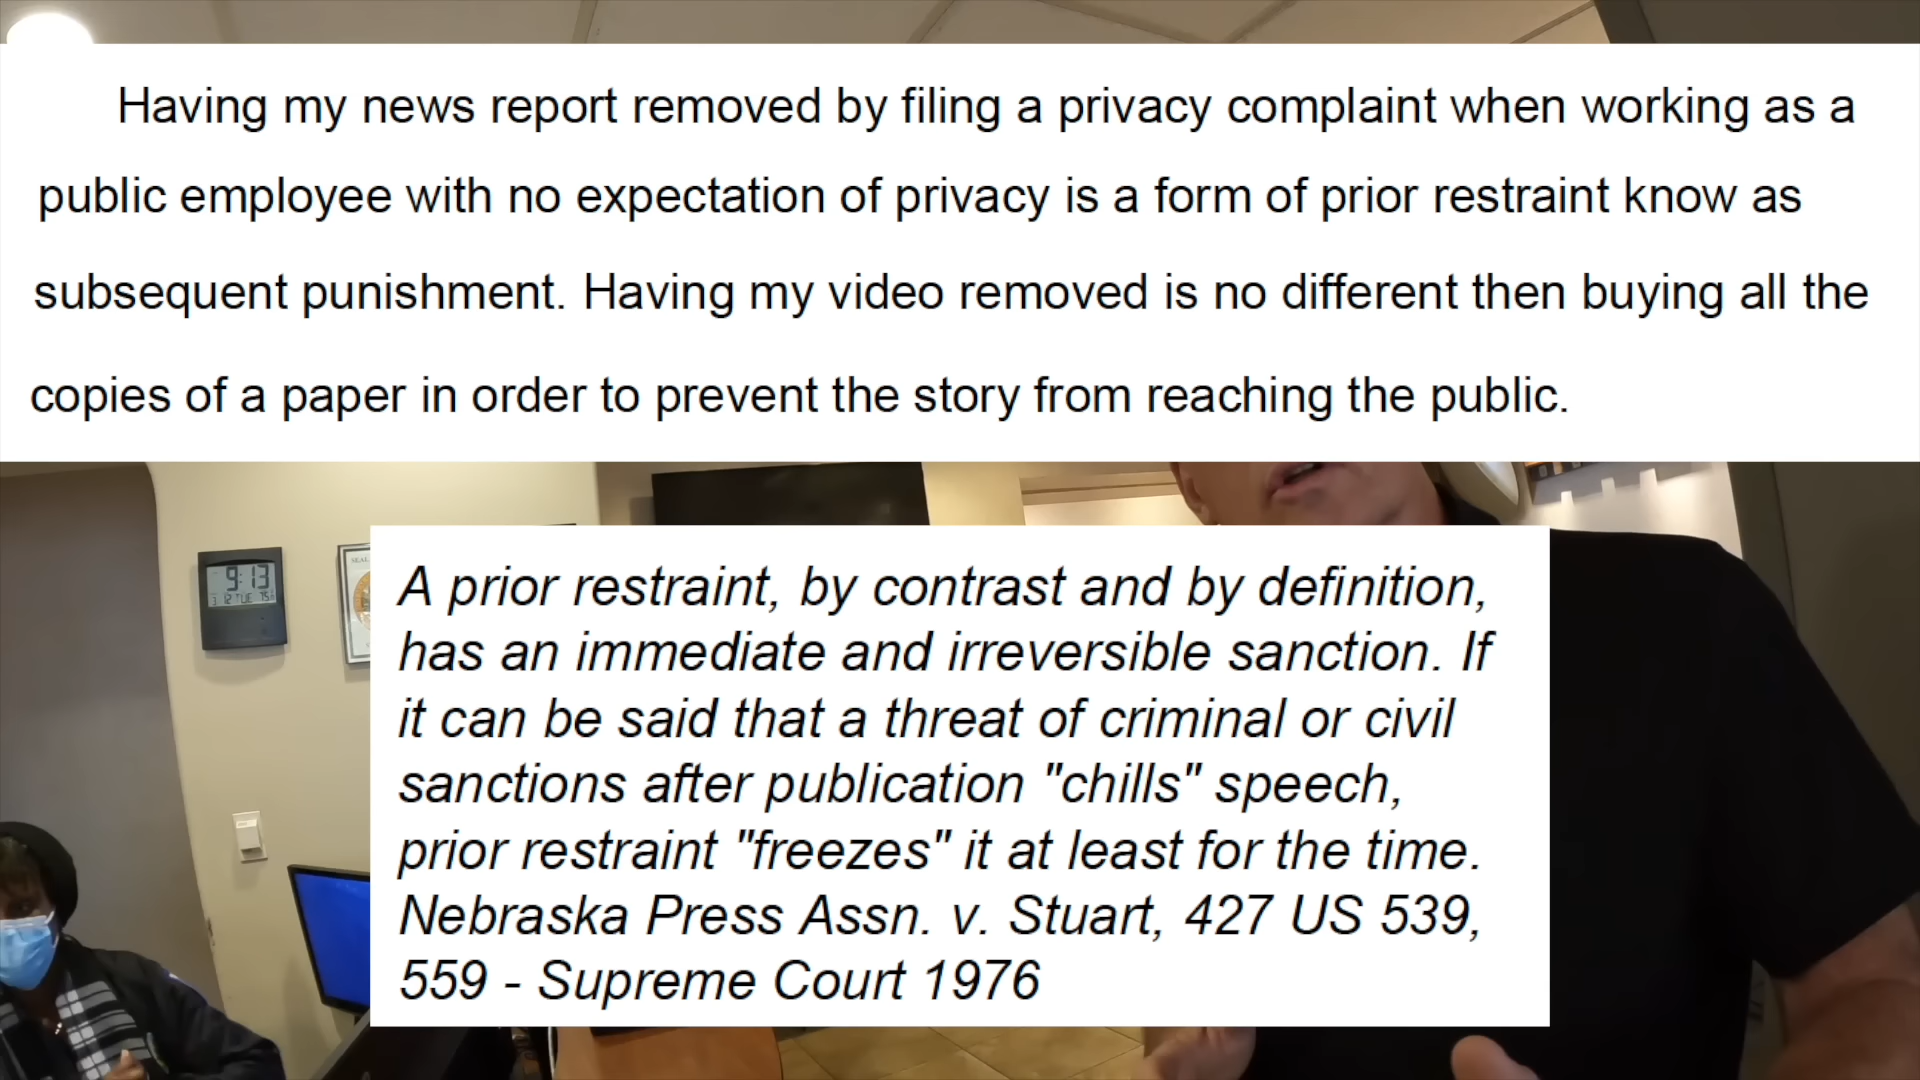 Having my news report removed by filing a privacy complaint when working as a
public employee with no expectation of privacy is a form of prior restraint know as
subsequent punishment. Having my video removed is no different then buying all the
copies of a paper in order to prevent the story from reaching the public.
9:13
3 12 TUE 75
SEAL
A prior restraint, by contrast and by definition,
has an immediate and irreversible sanction. If
it can be said that a threat of criminal or civil
sanctions after publication "chills" speech,
prior restraint "freezes" it at least for the time.
Nebraska Press Assn. v. Stuart, 427 US 539,
559 - Supreme Court 1976